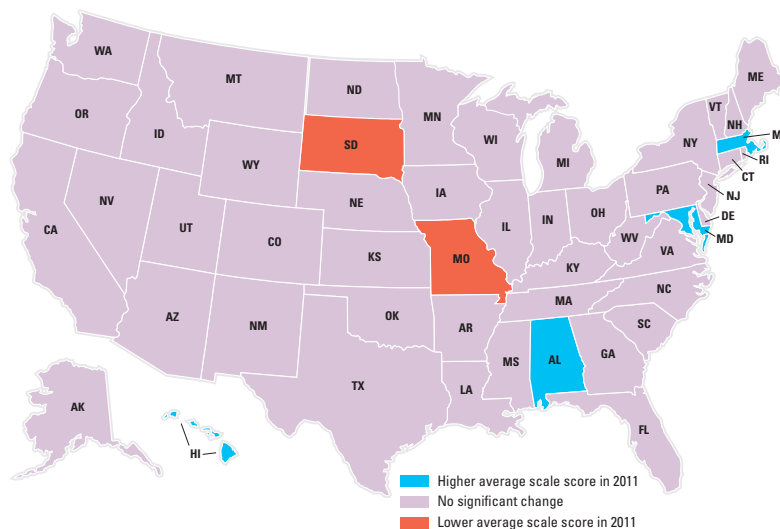 WA
MT
ND
MN
ME
VT
NH
M
OR
ID
SD
WI
NY
RI
CT
WY
MI
IA
PA
NJ
NV
NE
OH
DE
CA
UT
CO
IL
IN
WV
MD
KS
MO
KY
VA
NC
AZ
NM
OK
AR
MA
SC
MS
AL
GA
TX
LA
AK
FL
HI
Higher average scale score in 2011
No significant change
Lower average scale score in 2011